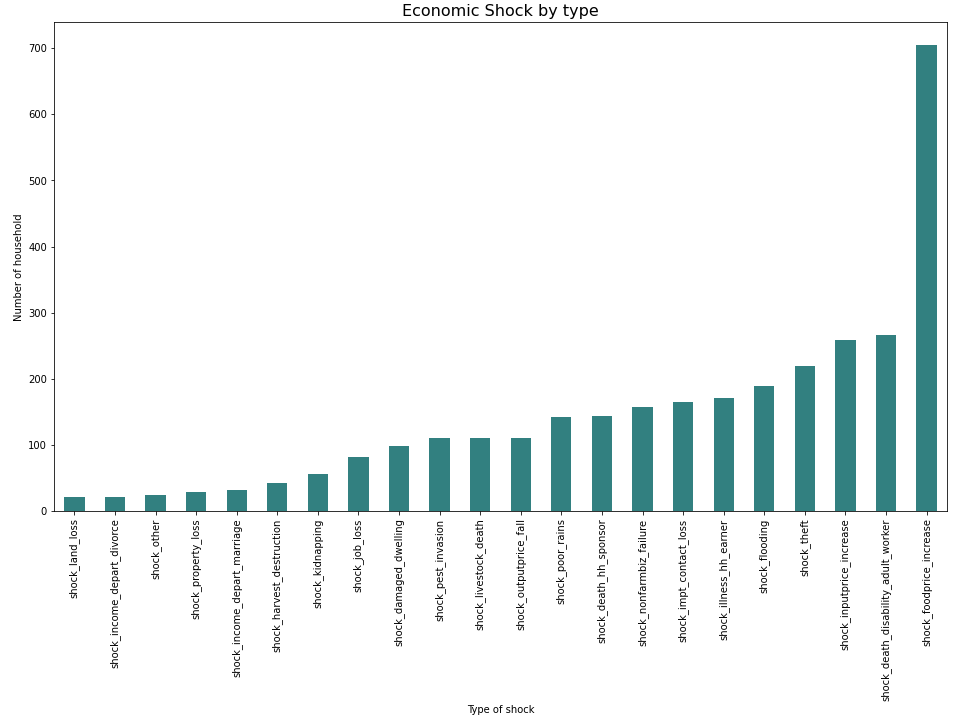 Economic Shock by type
Number of household
700
600
500
400
300
200
100
0
shock_land_loss
shock_income_depart_divorce
shock_other
shock_property_loss
shock_income_depart_marriage
shock_harvest_destruction
shock_kidnapping
shock_job_loss
shock_damaged_dwelling
shock_pest_invasion
shock_livestock_death
shock_outputprice_fall
shock_poor_rains
shock_death_hh_sponsor
shock_nonfarmbiz_failure
shock_impt_contact_loss
shock_illness_hh_earner
shock_flooding
shock_theft
shock_inputprice_increase
shock_death_disability_adult_worker
shock_foodprice_increase
Type of shock